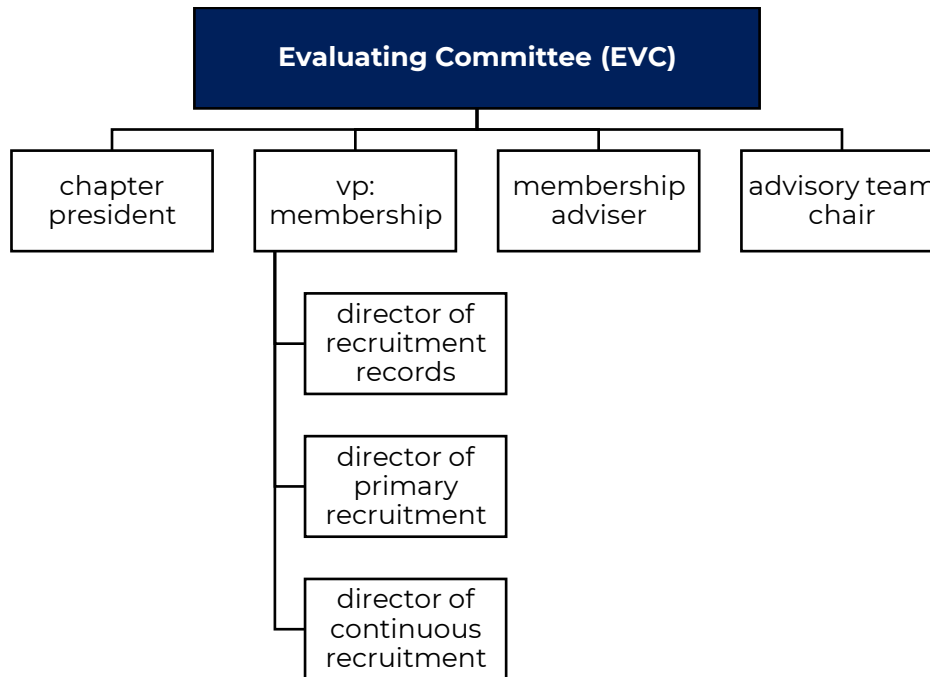 Evaluating Committee (EVC)
chapter
president
vp:
membership
membership
adviser
advisory team
chair
director of
recruitment
records
director of
primary
recruitment
director of
continuous
recruitment